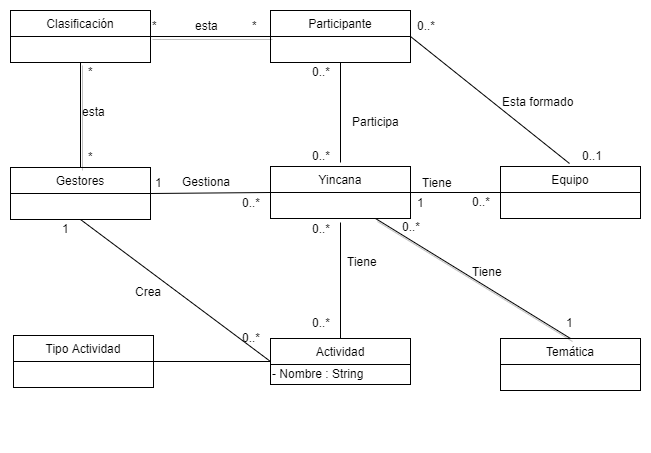 Clasificación
*
esta
*
Participante
0..*
*
0..*
esta
Esta formado
Participa
*
0..*
0..1
Gestores
1
Gestiona
0..*
Yincana
Tiene
1
0..*
Equipo
1
0..*
0..*
Tiene
Tiene
Crea
0..*
1
0..*
Tipo Actividad
Actividad
- Nombre : String
Temática